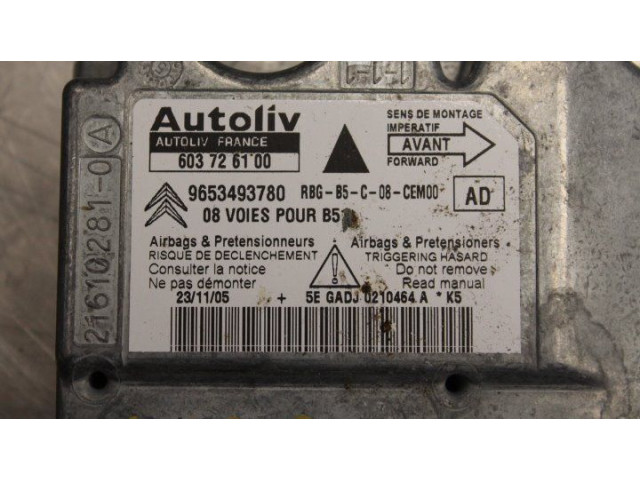 Autoliv
AUTOLIV FRANCE
603 72 61 00
SENS DE MONTAGE
IMPERATIF
AVANT
FORWARD
9653493780 RBG-B5-C-08-CEM00 AD
08 VOIES POUR B51
Airbags & Pretensionneurs
RISQUE DE DECLENCHEMENT
Consulter la notice
Ne pas démonter
Airbags & Pretensioners
TRIGGERING HASARD
Do not remove
Read manual
23/11/05 + 5E GADJ 0210464 A * K5
21610281-0 A